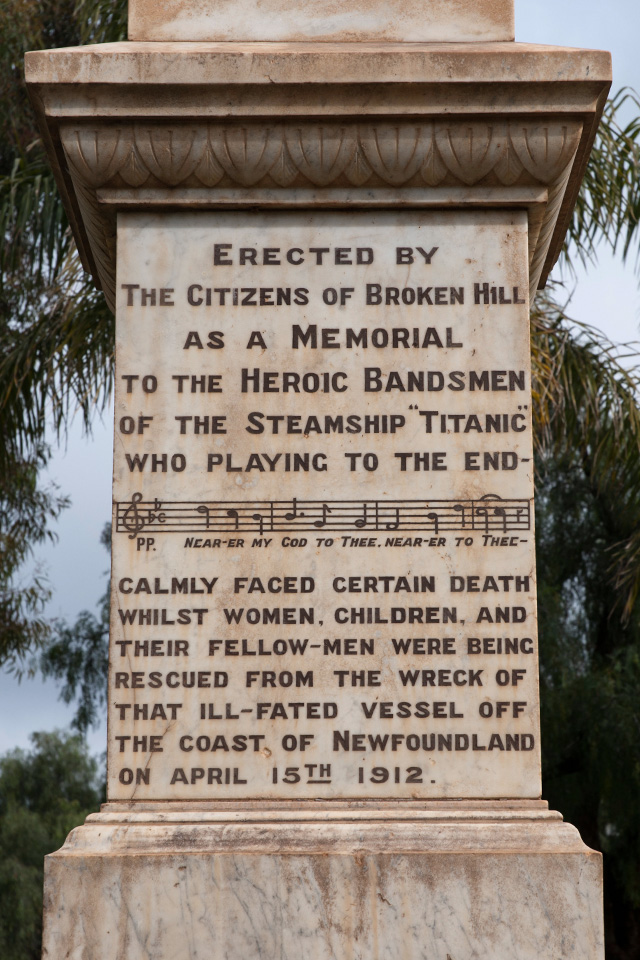 ERECTED BY
THE CITIZENS OF BROKEN HILL
AS A MEMORIAL
TO THE HEROIC BANDSMEN
OF THE STEAMSHIP "TITANIC"
WHO PLAYING TO THE END-
PP. NEAR-ER MY GOD TO THEE, NEAR-ER TO THEE-
CALMLY FACED CERTAIN DEATH
WHILST WOMEN, CHILDREN, AND
THEIR FELLOW-MEN WERE BEING
RESCUED FROM THE WRECK OF
THAT ILL-FATED VESSEL OFF
THE COAST OF NEWFOUNDLAND
ON APRIL 15TH 1912.